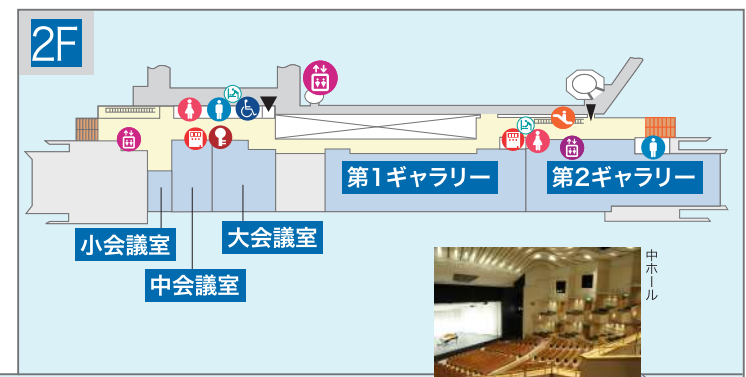 2F
第1ギャラリー
第2ギャラリー
小会議室
大会議室
中会議室
中ホール